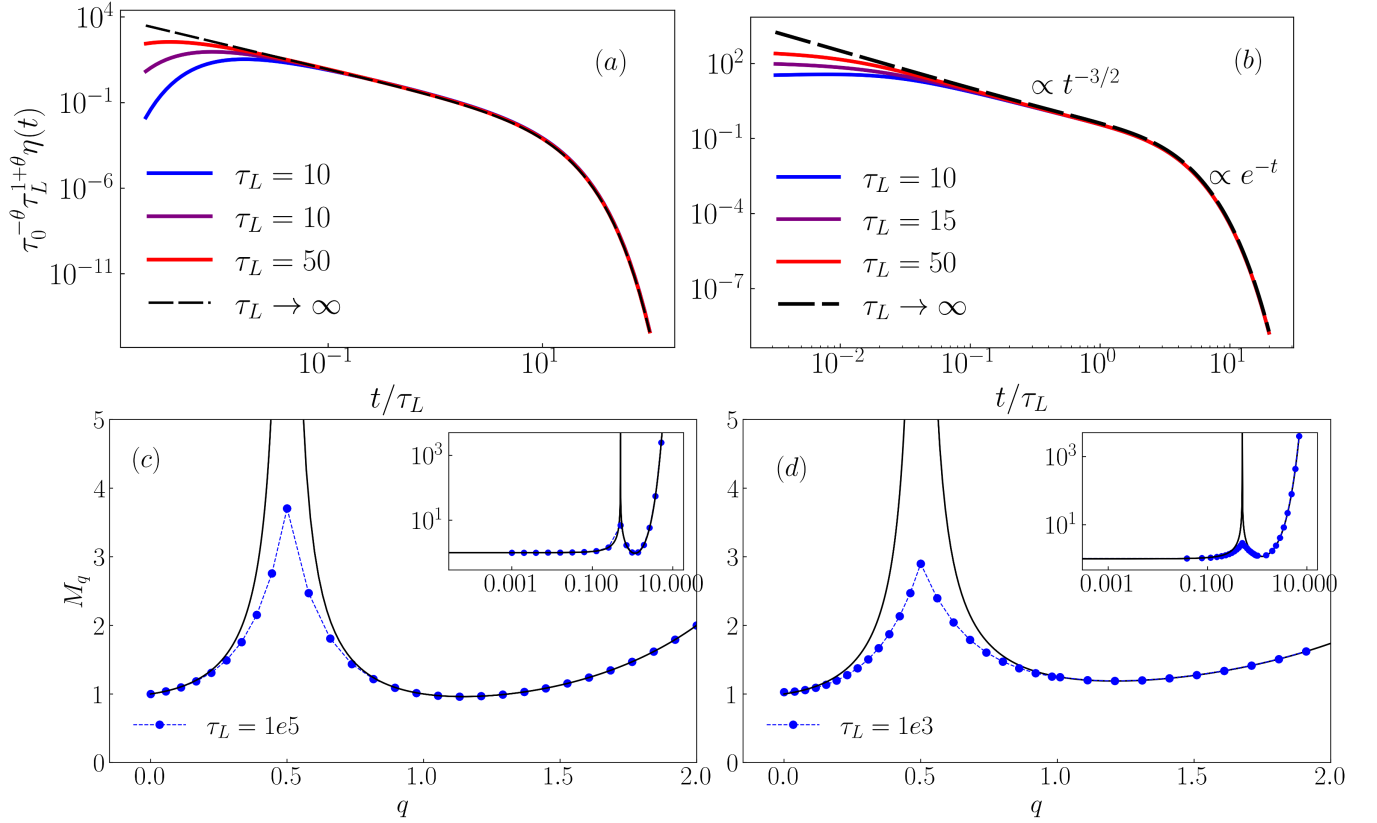 10^4
10^{-1}
10^{-6}
10^{-11}
τ_0^{-θ} τ_L^{1+θ} η(t)
(a)
τ_L = 10
τ_L = 10
τ_L = 50
τ_L → ∞
10^{-1}
10^1
t/τ_L
10^2
10^{-1}
10^{-4}
10^{-7}
(b)
∝ t^{-3/2}
∝ e^{-t}
τ_L = 10
τ_L = 15
τ_L = 50
τ_L → ∞
10^{-2}
10^{-1}
10^0
10^1
t/τ_L
5
4
3
2
1
0
M_q
(c)
10^3
10^1
0.001
0.100
10.000
τ_L = 1e5
0.0
0.5
1.0
1.5
2.0
q
5
4
3
2
1
0
(d)
10^3
10^1
0.001
0.100
10.000
τ_L = 1e3
0.0
0.5
1.0
1.5
2.0
q